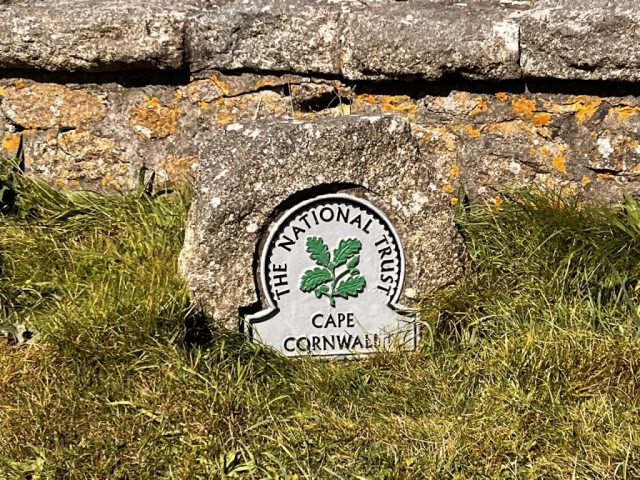 THE NATIONAL TRUST
CAPE
CORNWALL